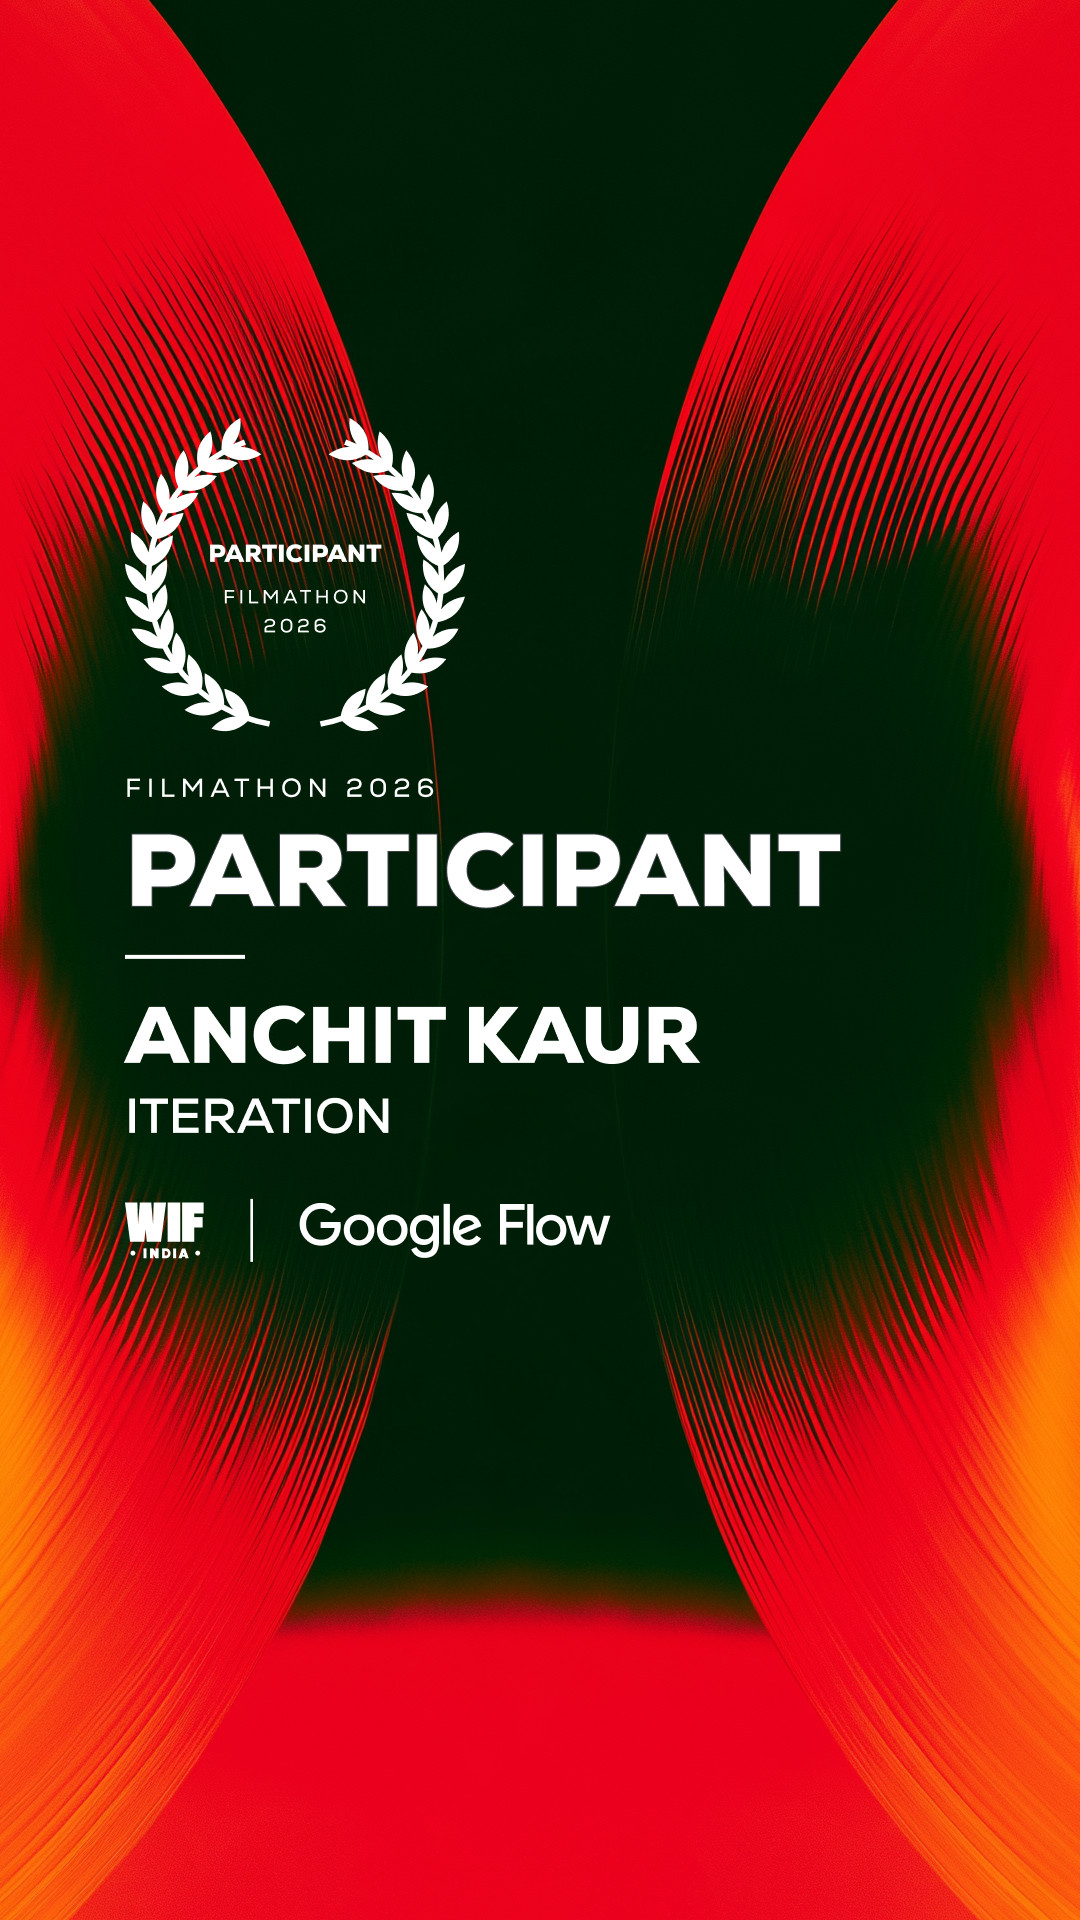 PARTICIPANT
FILMATHON
2026
FILMATHON 2026
PARTICIPANT
ANCHIT KAUR
ITERATION
WIF
• INDIA •
Google Flow